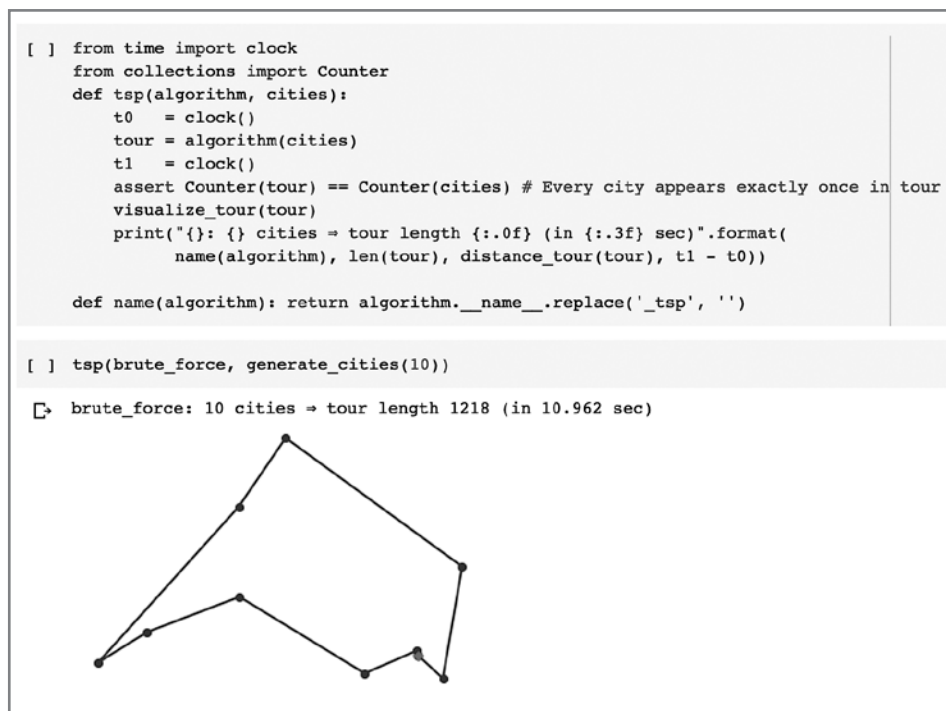 [ ] from time import clock
from collections import Counter
def tsp(algorithm, cities):
    t0   = clock()
    tour = algorithm(cities)
    t1   = clock()
    assert Counter(tour) == Counter(cities) # Every city appears exactly once in tour
    visualize_tour(tour)
    print("{}: {} cities ⇒ tour length {:.0f} (in {:.3f} sec)".format(
          name(algorithm), len(tour), distance_tour(tour), t1 - t0))
def name(algorithm): return algorithm.__name__.replace('_tsp', '')
[ ] tsp(brute_force, generate_cities(10))
brute_force: 10 cities ⇒ tour length 1218 (in 10.962 sec)